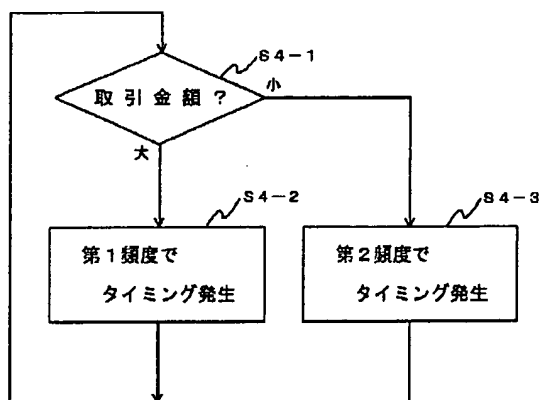 S4-1
取引金額?
小
大
S4-2
第1頻度で
タイミング発生
S4-3
第2頻度で
タイミング発生